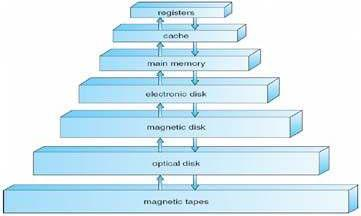 registers
cache
main memory
electronic disk
magnetic disk
optical disk
magnetic tapes